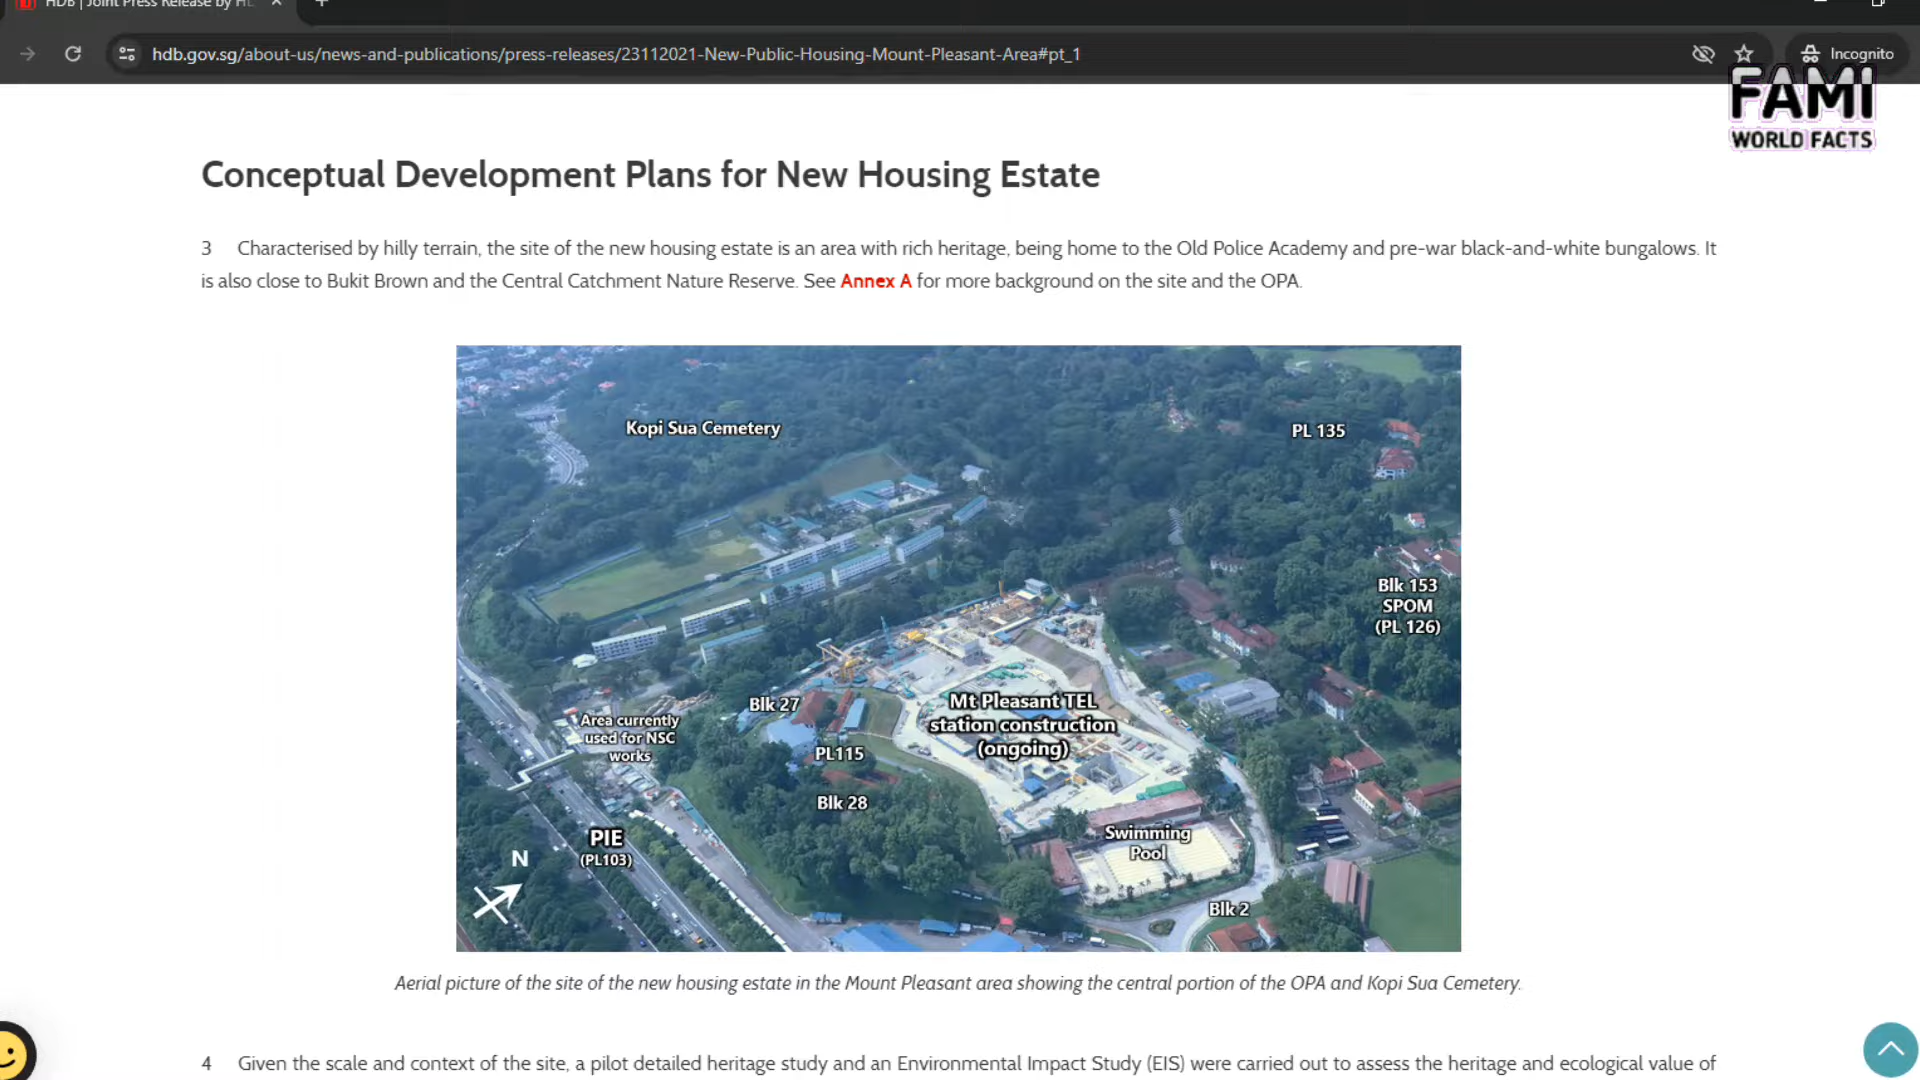 HDB | Joint Press Release by
hdb.gov.sg/about-us/news-and-publications/press-releases/23112021-New-Public-Housing-Mount-Pleasant-Area#pt_1
Incognito
FAMI
WORLD FACTS
Conceptual Development Plans for New Housing Estate
3 Characterised by hilly terrain, the site of the new housing estate is an area with rich heritage, being home to the Old Police Academy and pre-war black-and-white bungalows. It
is also close to Bukit Brown and the Central Catchment Nature Reserve. See Annex A for more background on the site and the OPA.
Kopi Sua Cemetery
PL 135
Blk 153
SPOM
(PL 126)
Blk 27
Mt Pleasant TEL
station construction
(ongoing)
Area currently
used for NSC
works
PL115
Blk 28
Swimming
Pool
PIE
(PL103)
N
Blk 2
Aerial picture of the site of the new housing estate in the Mount Pleasant area showing the central portion of the OPA and Kopi Sua Cemetery.
4 Given the scale and context of the site, a pilot detailed heritage study and an Environmental Impact Study (EIS) were carried out to assess the heritage and ecological value of